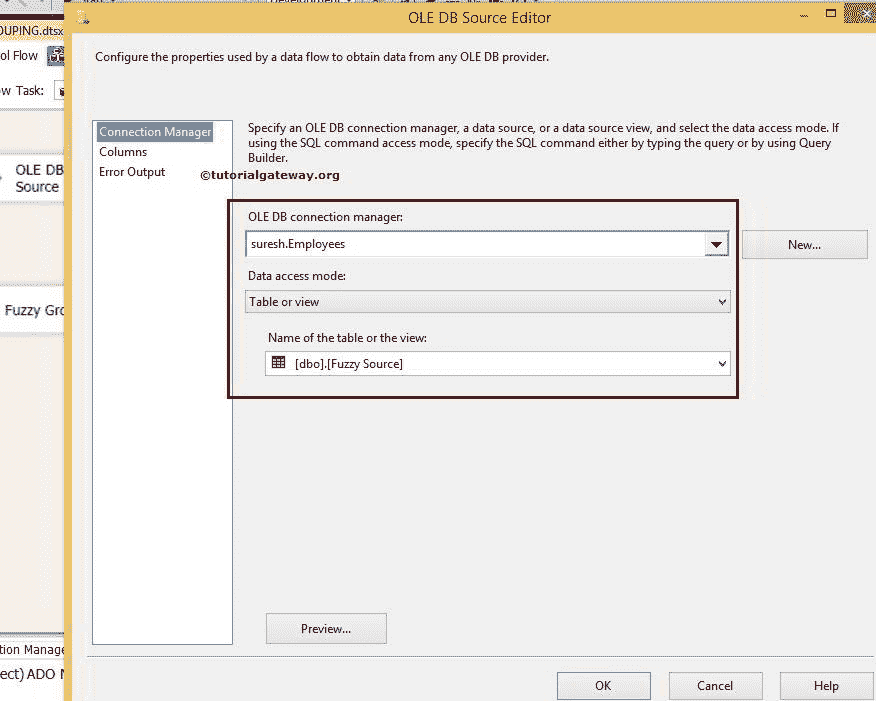 OLE DB Source Editor
OUPING.dtsx
ol Flow
w Task:
OLE DB
Source
Fuzzy Gro
Configure the properties used by a data flow to obtain data from any OLE DB provider.
Connection Manager
Columns
Error Output
Specify an OLE DB connection manager, a data source, or a data source view, and select the data access mode. If
using the SQL command access mode, specify the SQL command either by typing the query or by using Query
Builder.
©tutorialgateway.org
OLE DB connection manager:
suresh.Employees
New...
Data access mode:
Table or view
Name of the table or the view:
[dbo].[Fuzzy Source]
Preview...
tion Manage
ect) ADO N
OK
Cancel
Help